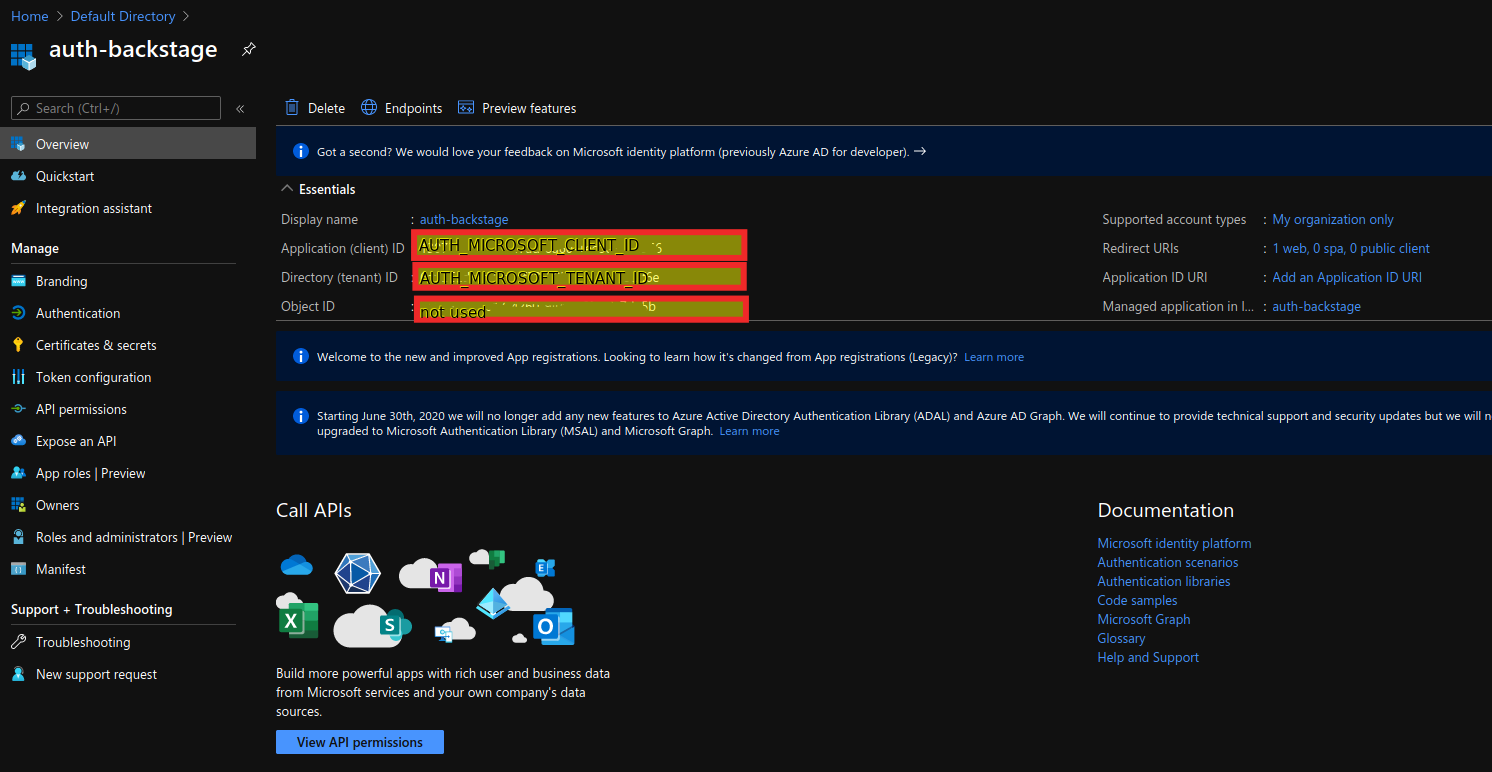 Home > Default Directory >
auth-backstage
Search (Ctrl+/)
«
Overview
Quickstart
Integration assistant
Manage
Branding
Authentication
Certificates & secrets
Token configuration
API permissions
Expose an API
App roles | Preview
Owners
Roles and administrators | Preview
Manifest
Support + Troubleshooting
Troubleshooting
New support request
Delete Endpoints Preview features
Got a second? We would love your feedback on Microsoft identity platform (previously Azure AD for developer). →
Essentials
Display name : auth-backstage
Application (client) ID AUTH_MICROSOFT_CLIENT_ID
Directory (tenant) ID : AUTH_MICROSOFT_TENANT_ID
Object ID : not used
Supported account types : My organization only
Redirect URIs : 1 web, 0 spa, 0 public client
Application ID URI : Add an Application ID URI
Managed application in l... : auth-backstage
Welcome to the new and improved App registrations. Looking to learn how it's changed from App registrations (Legacy)? Learn more
Starting June 30th, 2020 we will no longer add any new features to Azure Active Directory Authentication Library (ADAL) and Azure AD Graph. We will continue to provide technical support and security updates but we will n
upgraded to Microsoft Authentication Library (MSAL) and Microsoft Graph. Learn more
Call APIs
N
E
X
S
O
Build more powerful apps with rich user and business data
from Microsoft services and your own company's data
sources.
View API permissions
Documentation
Microsoft identity platform
Authentication scenarios
Authentication libraries
Code samples
Microsoft Graph
Glossary
Help and Support